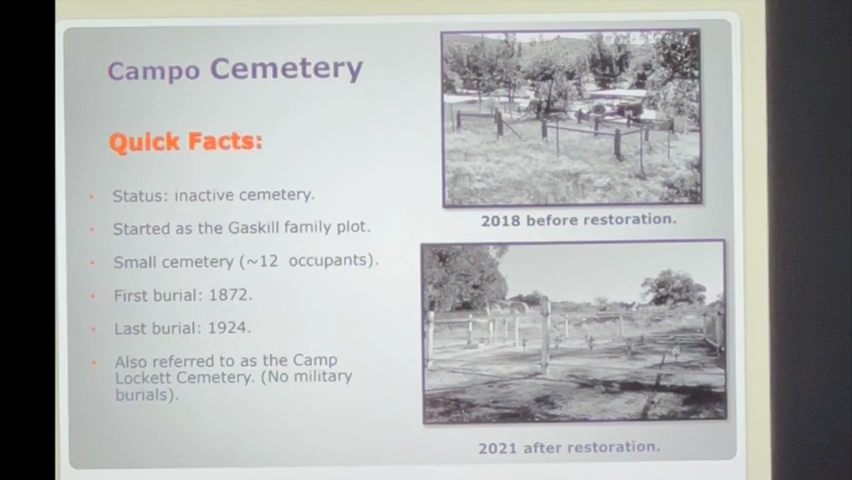 Campo Cemetery
Quick Facts:
Status: inactive cemetery.
Started as the Gaskill family plot.
Small cemetery (~12 occupants).
First burial: 1872.
Last burial: 1924.
Also referred to as the Camp
Lockett Cemetery. (No military
burials).
2018 before restoration.
2021 after restoration.